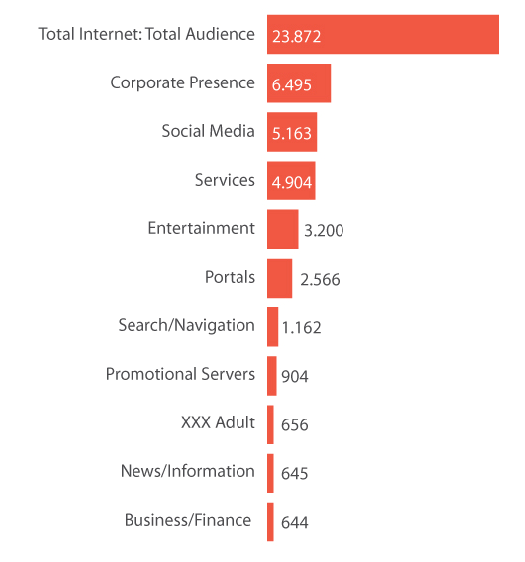 Total Internet: Total Audience 23.872
Corporate Presence 6.495
Social Media 5.163
Services 4.904
Entertainment 3.200
Portals 2.566
Search/Navigation 1.162
Promotional Servers 904
XXX Adult 656
News/Information 645
Business/Finance 644